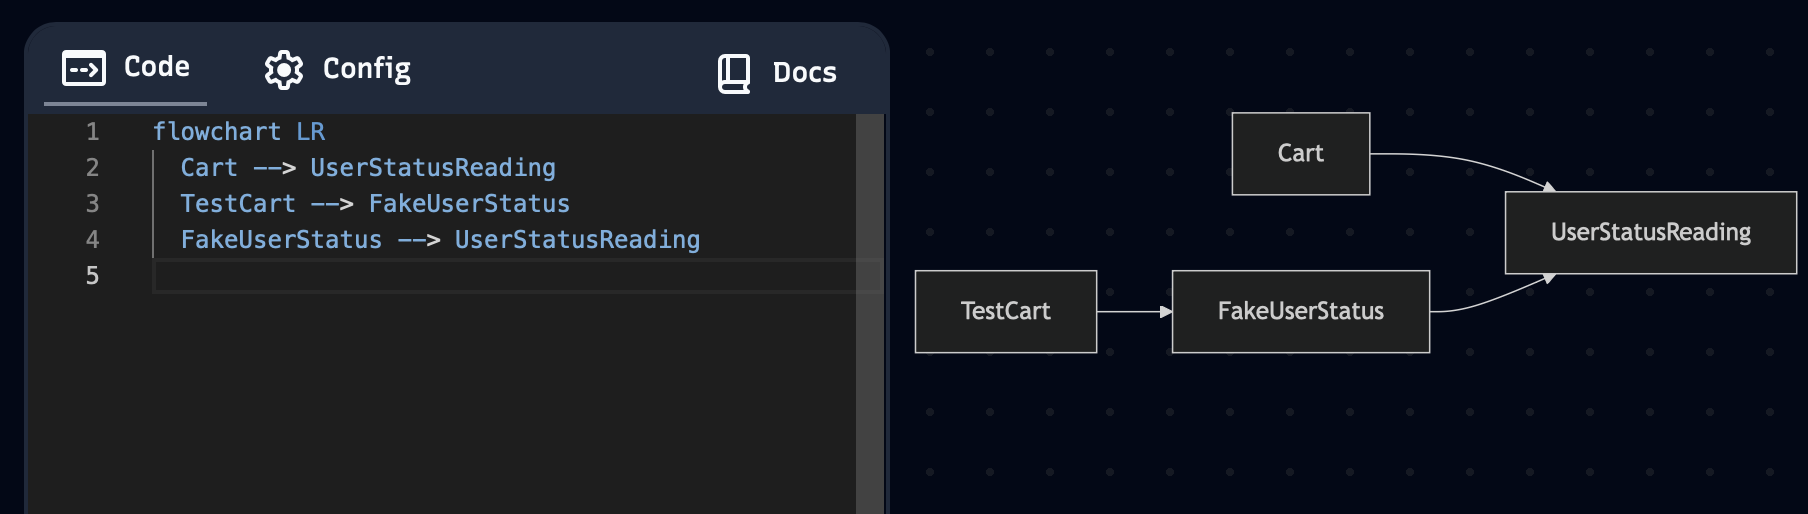 Code Config Docs
1 flowchart LR
2 Cart --> UserStatusReading
3 TestCart --> FakeUserStatus
4 FakeUserStatus --> UserStatusReading
5
Cart
UserStatusReading
TestCart
FakeUserStatus